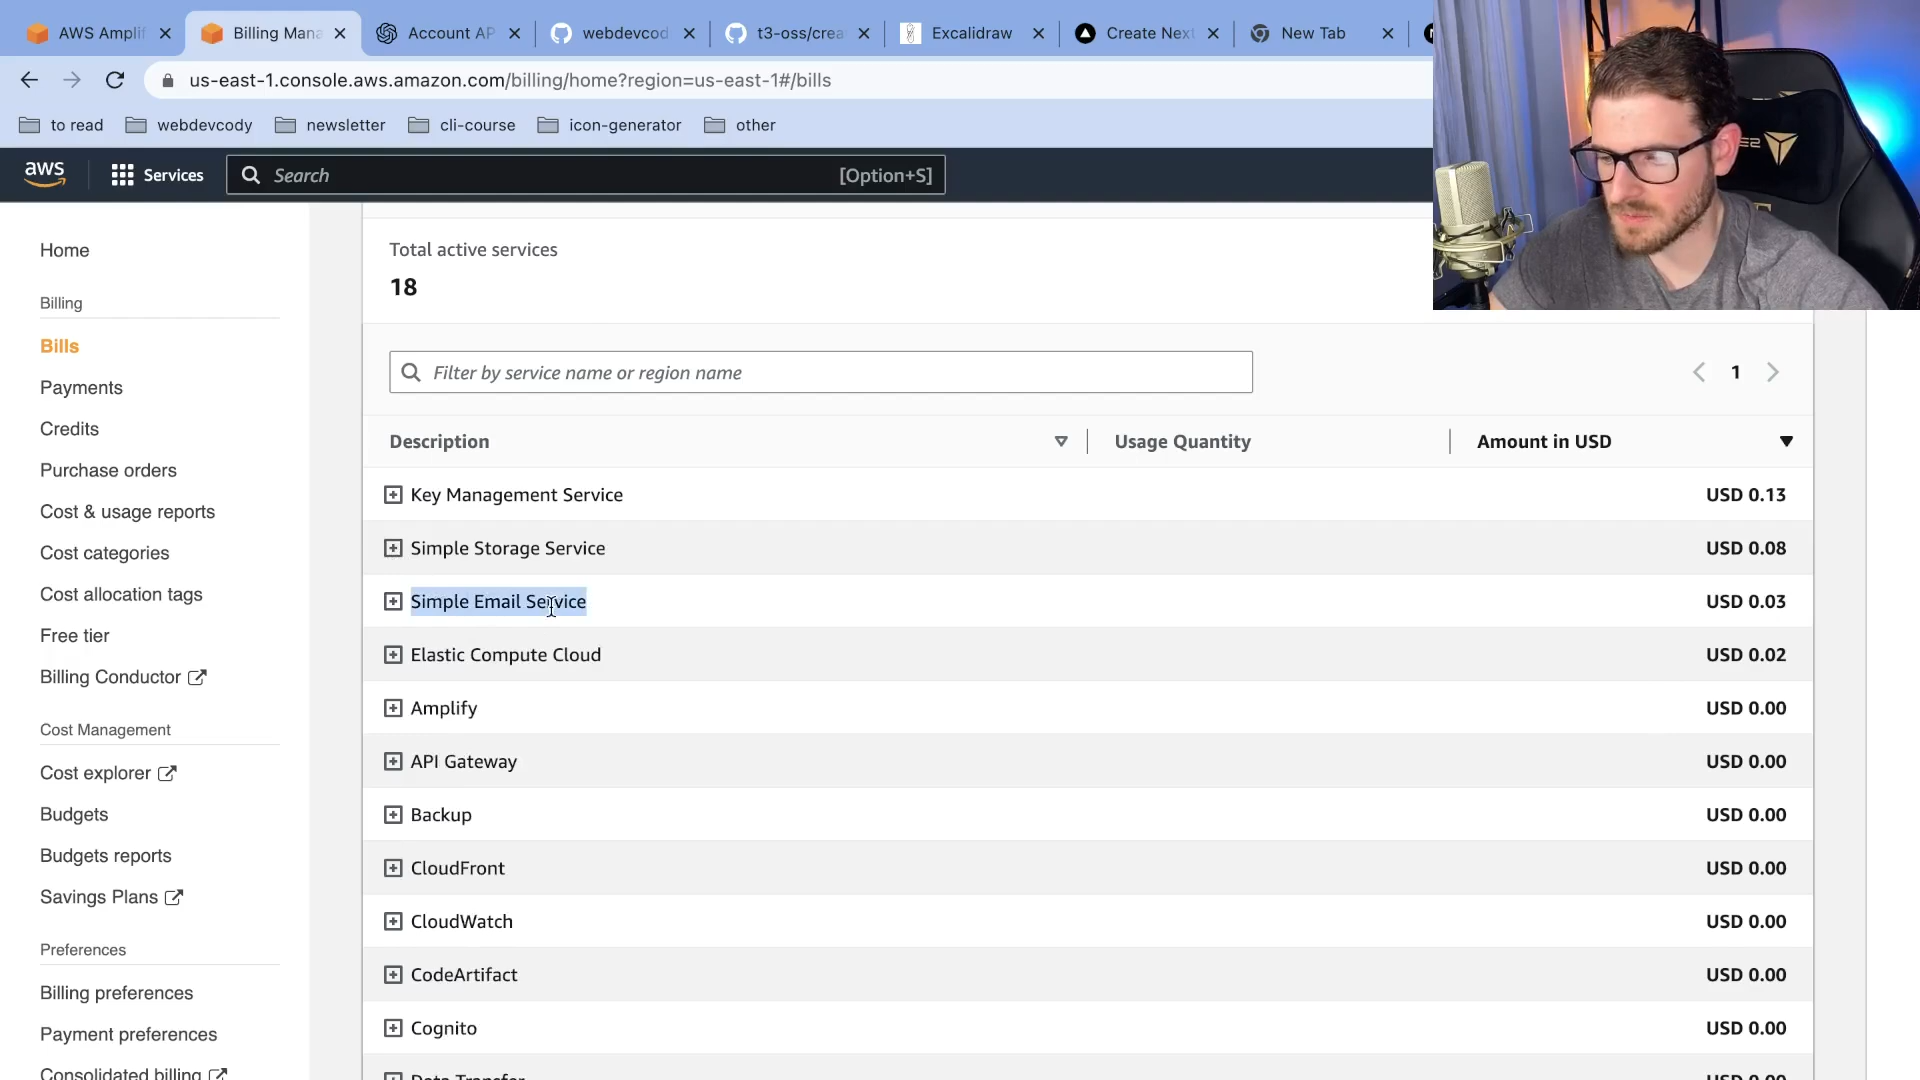 AWS Amplif
Billing Mana
Account AP
webdevcod
t3-oss/crea
Excalidraw
Create Next
New Tab
us-east-1.console.aws.amazon.com/billing/home?region=us-east-1#/bills
to read
webdevcody
newsletter
cli-course
icon-generator
other
aws
Services
Search
[Option+S]
Home
Billing
Bills
Payments
Credits
Purchase orders
Cost & usage reports
Cost categories
Cost allocation tags
Free tier
Billing Conductor
Cost Management
Cost explorer
Budgets
Budgets reports
Savings Plans
Preferences
Billing preferences
Payment preferences
Consolidated billing
Total active services
18
Filter by service name or region name
1
Description Usage Quantity Amount in USD
Key Management Service USD 0.13
Simple Storage Service USD 0.08
Simple Email Service USD 0.03
Elastic Compute Cloud USD 0.02
Amplify USD 0.00
API Gateway USD 0.00
Backup USD 0.00
CloudFront USD 0.00
CloudWatch USD 0.00
CodeArtifact USD 0.00
Cognito USD 0.00
Data Transfer USD 0.00